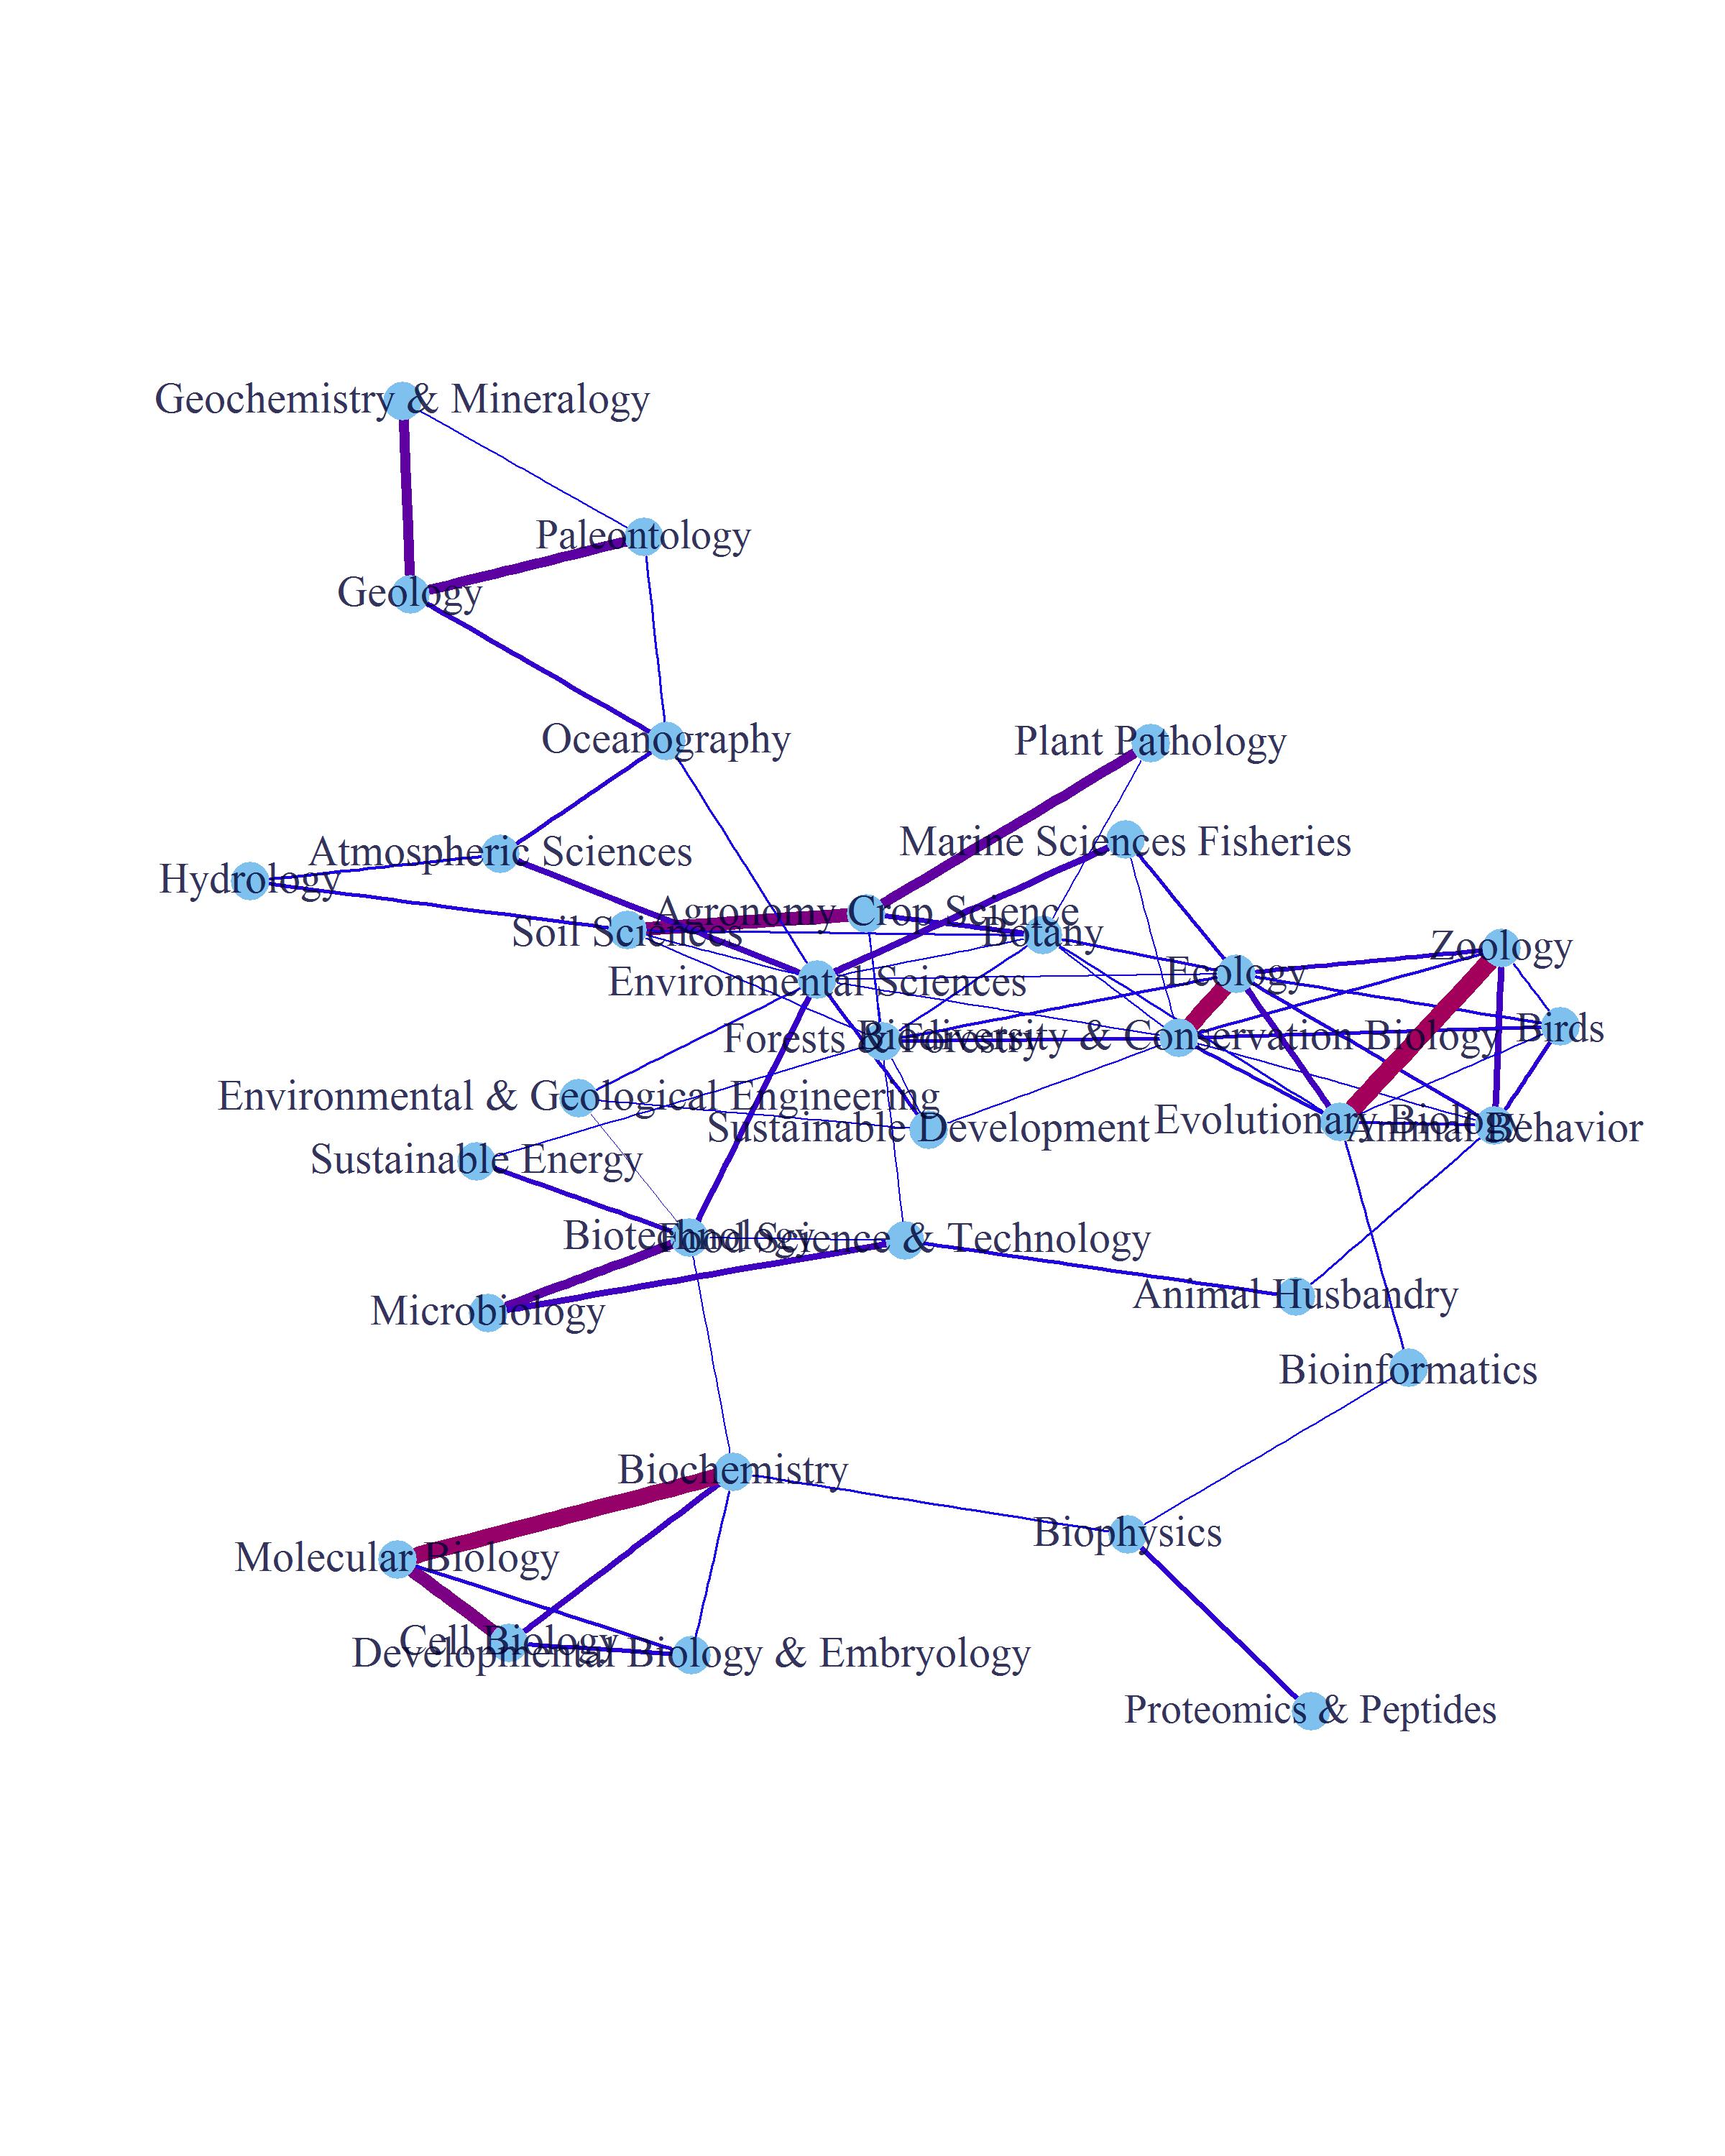 Geochemistry & Mineralogy
Paleontology
Geology
Oceanography
Plant Pathology
Marine Sciences Fisheries
Atmospheric Sciences
Hydrology
Agronomy Crop Science
Soil Sciences
Botany
Zoology
Ecology
Environmental Sciences
Birds
Forests & Forestry
Biodiversity & Conservation Biology
Environmental & Geological Engineering
Sustainable Development
Evolutionary Biology
Animal Behavior
Sustainable Energy
Biotechnology
Food Science & Technology
Animal Husbandry
Microbiology
Bioinformatics
Biochemistry
Biophysics
Molecular Biology
Cell Biology
Developmental Biology & Embryology
Proteomics & Peptides